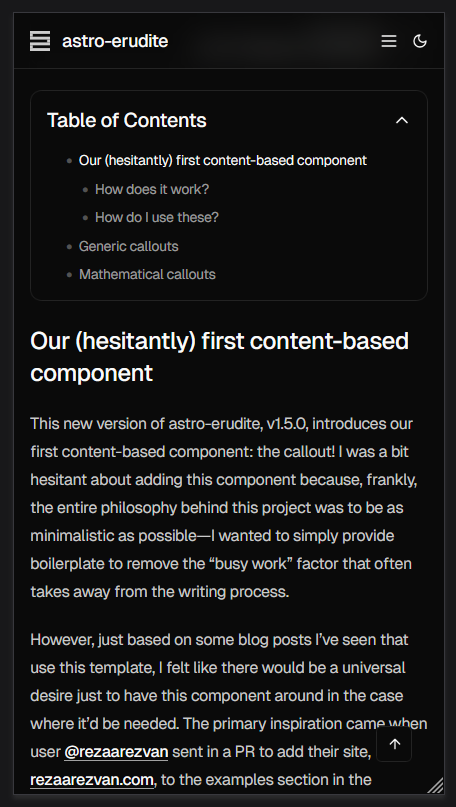 astro-erudite
Table of Contents
Our (hesitantly) first content-based component
How does it work?
How do I use these?
Generic callouts
Mathematical callouts
Our (hesitantly) first content-based
component
This new version of astro-erudite, v1.5.0, introduces our
first content-based component: the callout! I was a bit
hesitant about adding this component because, frankly,
the entire philosophy behind this project was to be as
minimalistic as possible—I wanted to simply provide
boilerplate to remove the “busy work” factor that often
takes away from the writing process.
However, just based on some blog posts I’ve seen that
use this template, I felt like there would be a universal
desire just to have this component around in the case
where it’d be needed. The primary inspiration came when
user @rezaarezvan sent in a PR to add their site,
rezaarezvan.com, to the examples section in the